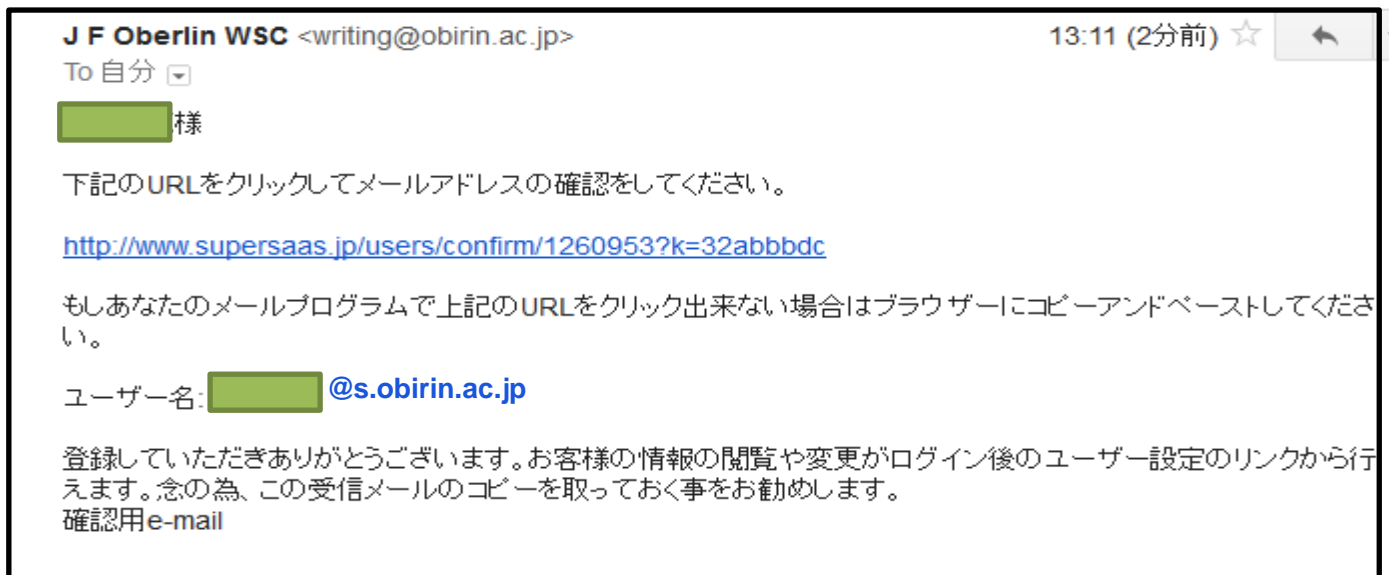 J F Oberlin WSC <writing@obirin.ac.jp> 13:11 (2分前)
To 自分
様
下記のURLをクリックしてメールアドレスの確認をしてください。
http://www.supersaas.jp/users/confirm/1260953?k=32abbbdc
もしあなたのメールプログラムで上記のURLをクリック出来ない場合はブラウザーにコピーアンドペーストしてくださ
い。
ユーザー名: @s.obirin.ac.jp
登録していただきありがとうございます。お客様の情報の閲覧や変更がログイン後のユーザー設定のリンクから行
えます。念の為、この受信メールのコピーを取っておく事をお勧めします。
確認用e-mail